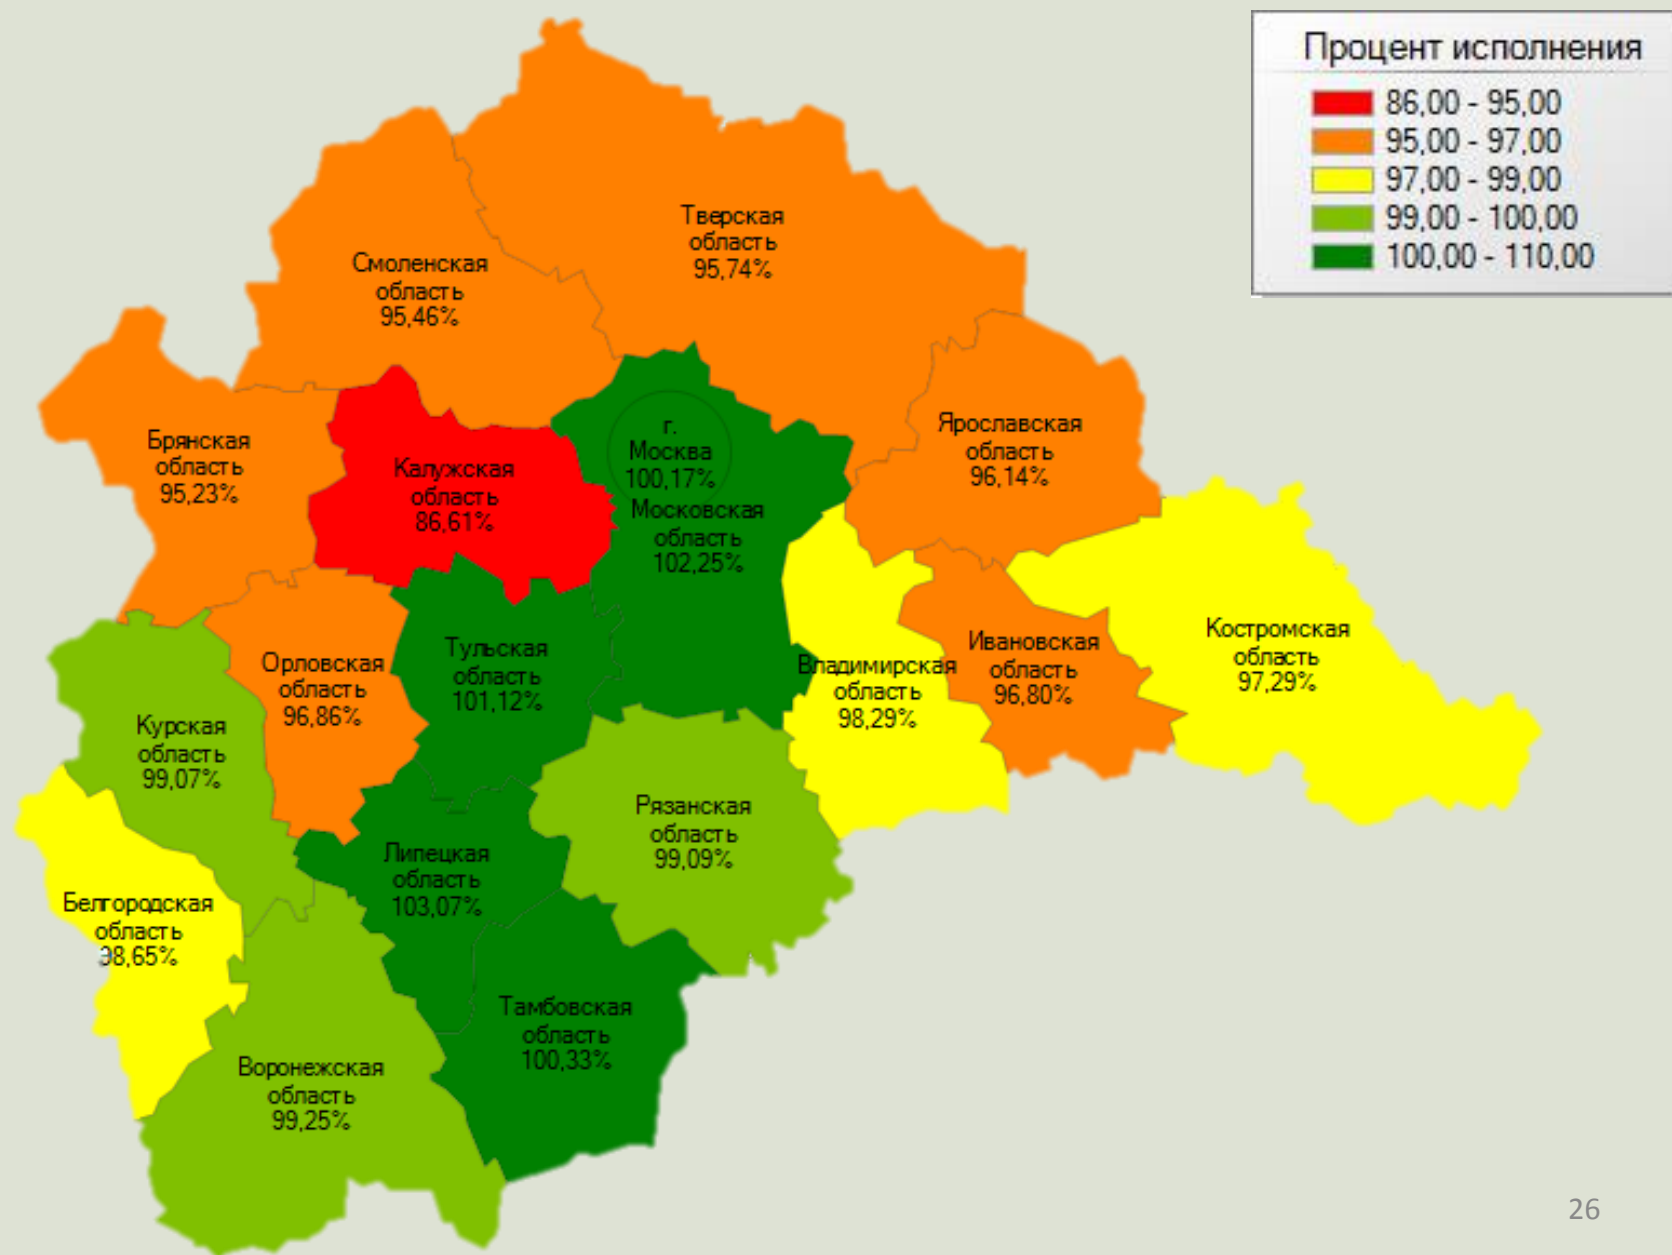 Процент исполнения
86,00 - 95,00
95,00 - 97,00
97,00 - 99,00
99,00 - 100,00
100,00 - 110,00
Тверская
область
95,74%
Смоленская
область
95,46%
Ярославская
область
96,14%
Брянская
область
95,23%
Калужская
область
86,61%
г.
Москва
100,17%
Московская
область
102,25%
Костромская
область
97,29%
Ивановская
область
96,80%
Владимирская
область
98,29%
Тульская
область
101,12%
Орловская
область
96,86%
Курская
область
99,07%
Рязанская
область
99,09%
Липецкая
область
103,07%
Белгородская
область
98,65%
Тамбовская
область
100,33%
Воронежская
область
99,25%
26